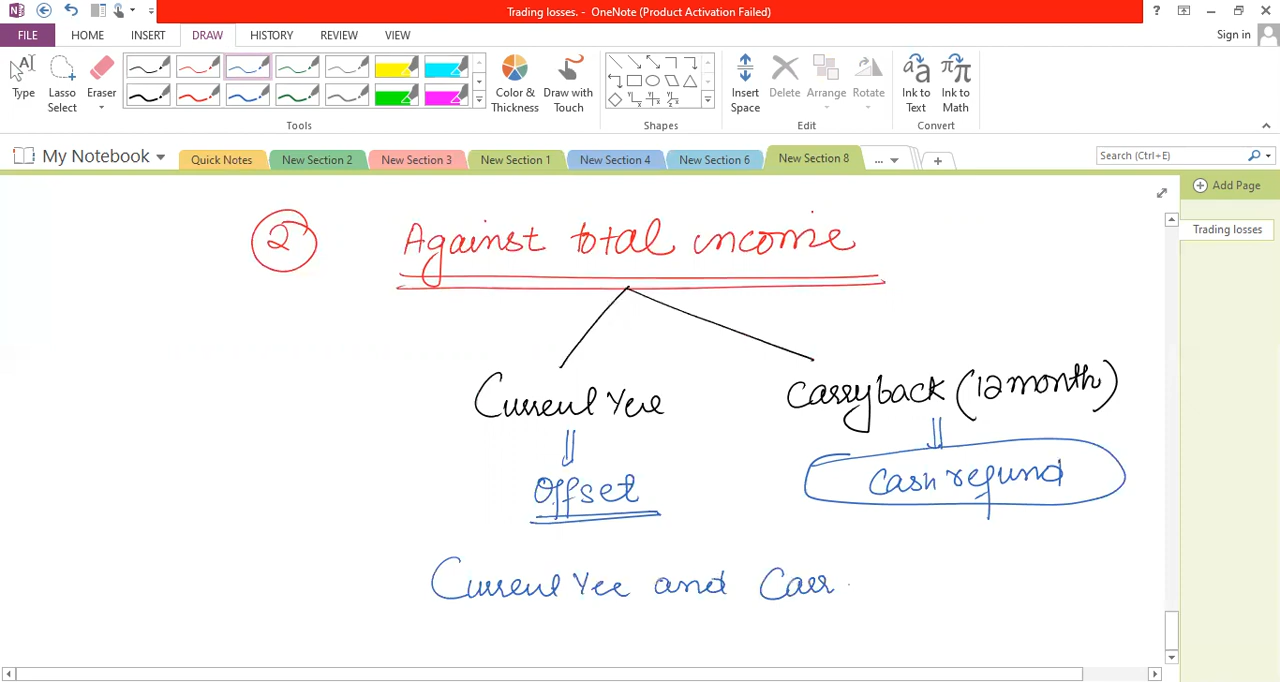 Trading losses. - OneNote (Product Activation Failed)
?
Sign in
FILE HOME INSERT DRAW HISTORY REVIEW VIEW
Type
Lasso Select
Eraser
Color & Thickness
Draw with Touch
Insert Space
Delete
Arrange
Rotate
Ink to Text
Ink to Math
Tools Shapes Edit Convert
My Notebook Quick Notes New Section 2 New Section 3 New Section 1 New Section 4 New Section 6 New Section 8 ... Search (Ctrl+E)
Add Page
Trading losses
2 Against total income
Current Yere Carryback (12 month)
Offset Cash refund
Current Yee and Carr